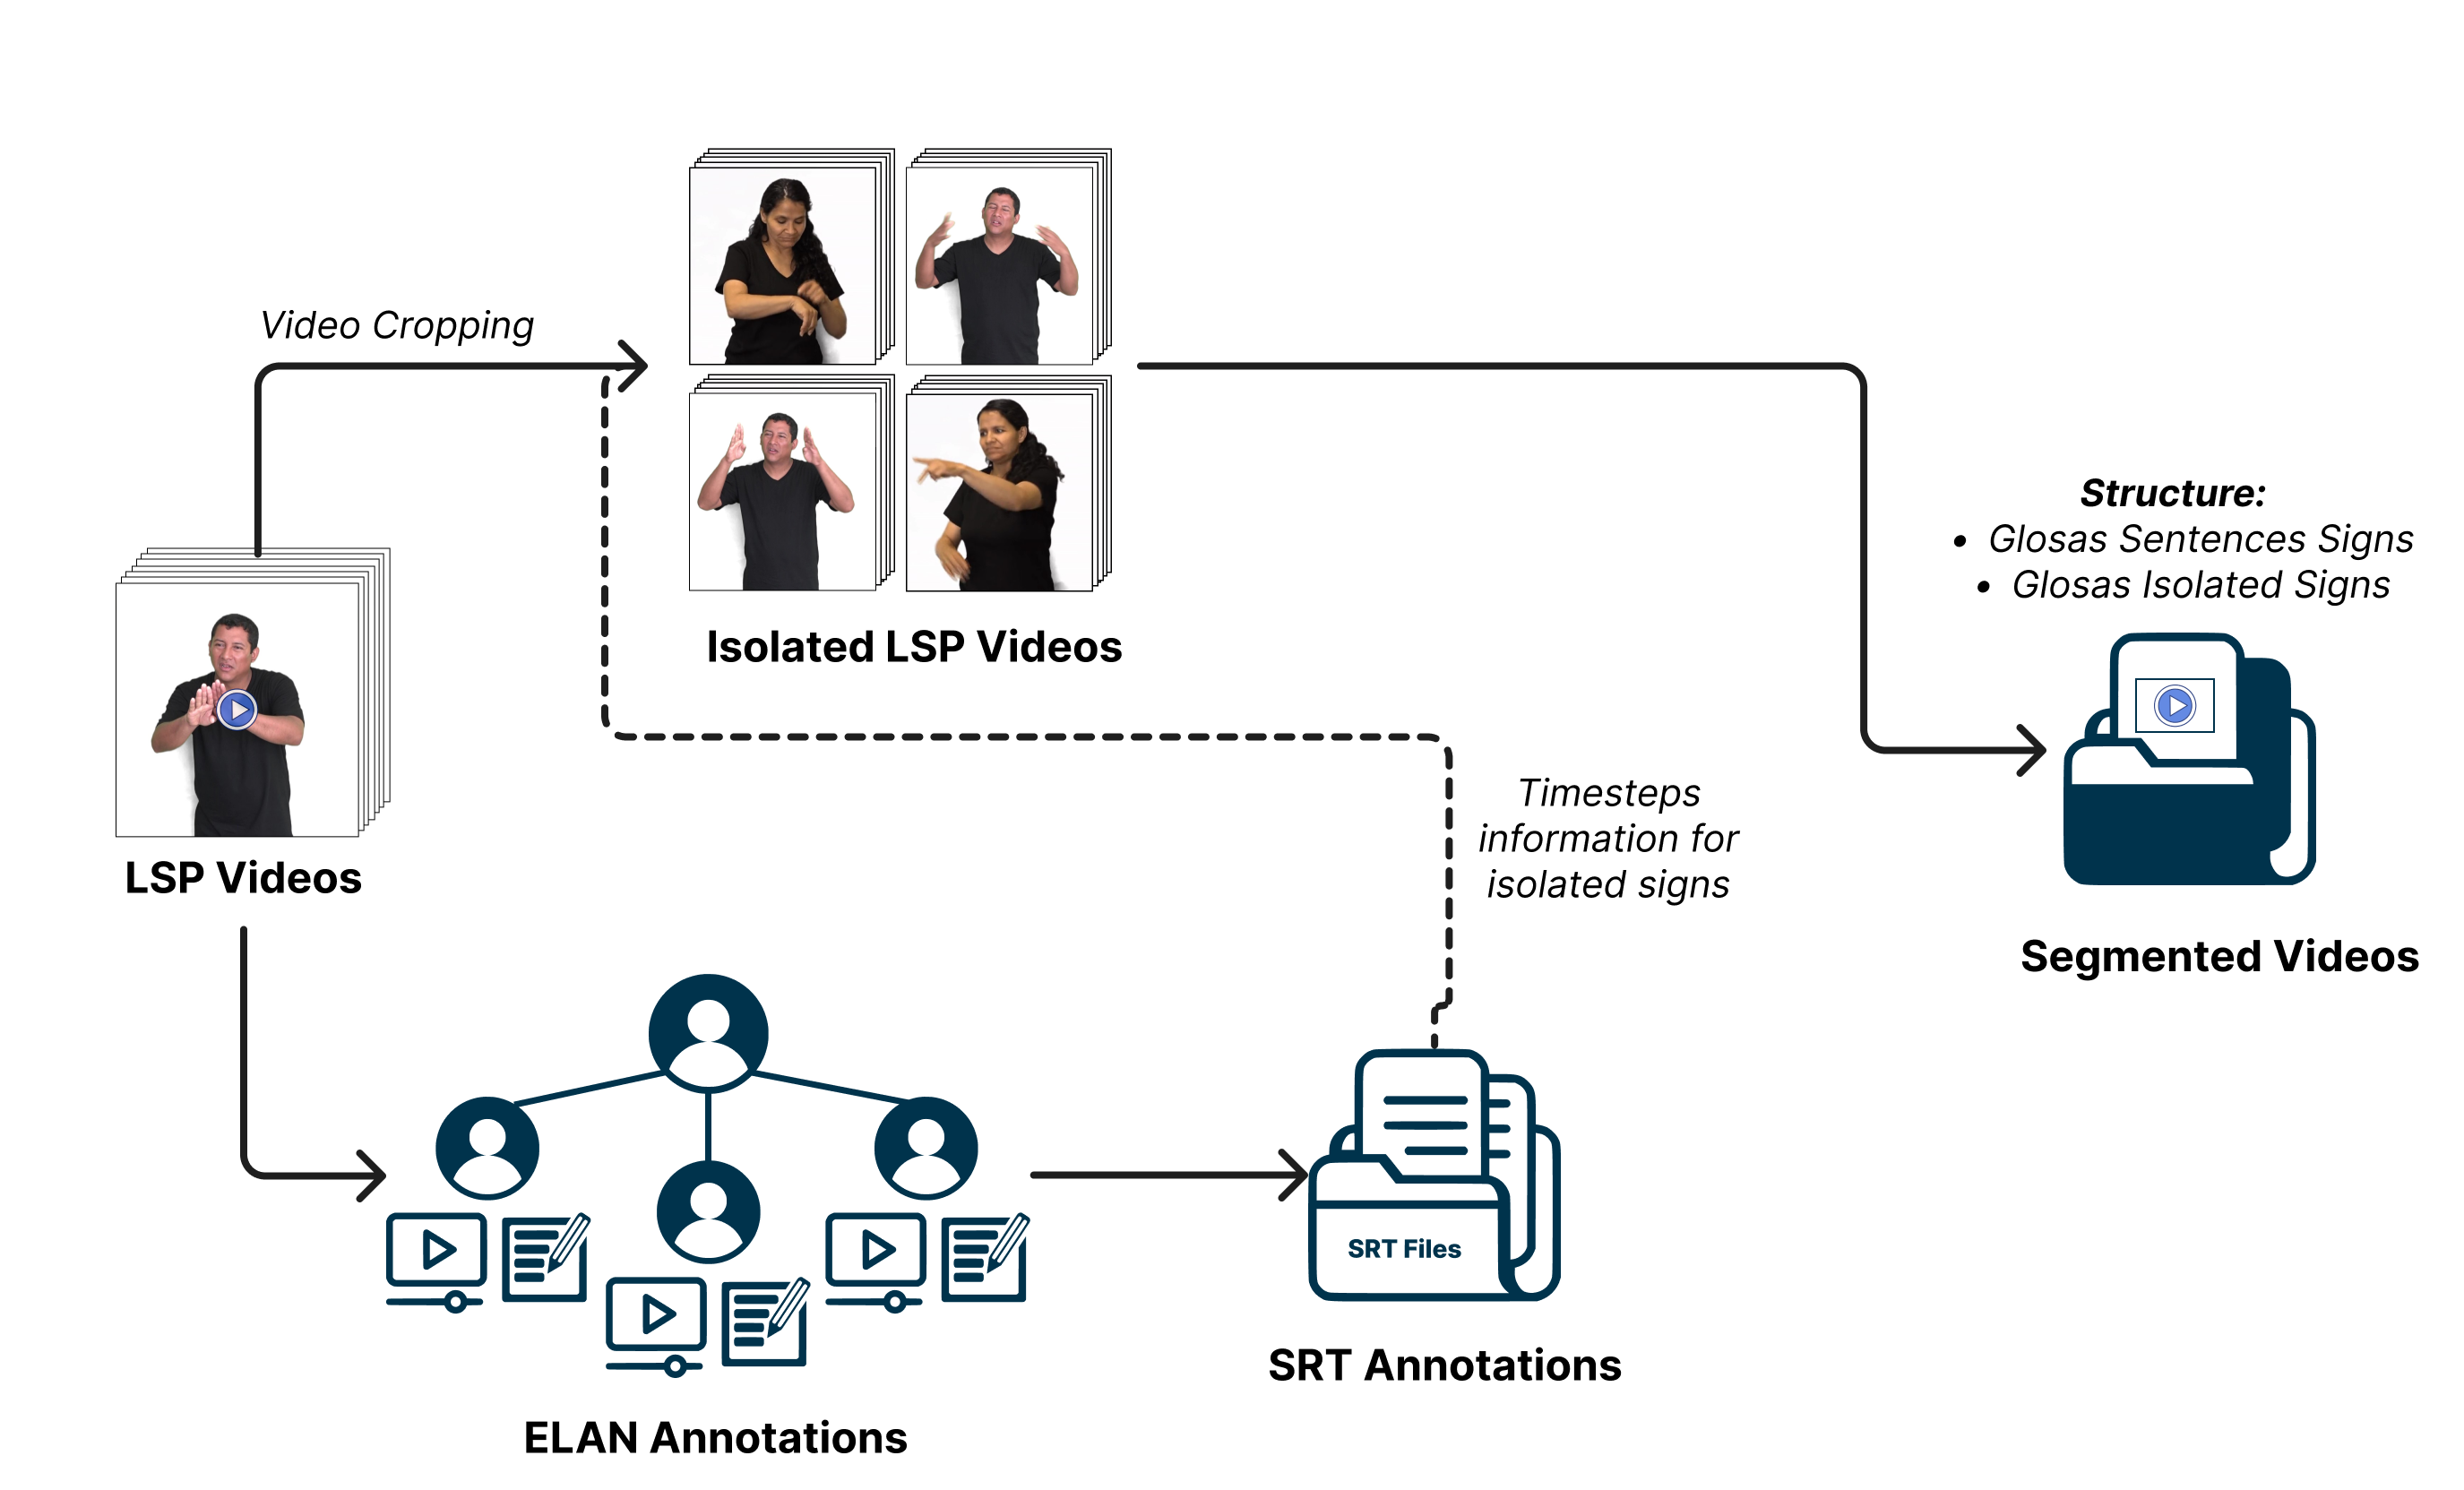 Video Cropping
Isolated LSP Videos
Structure:
• Glosas Sentences Signs
• Glosas Isolated Signs
LSP Videos
Timesteps
information for
isolated signs
Segmented Videos
SRT Files
SRT Annotations
ELAN Annotations